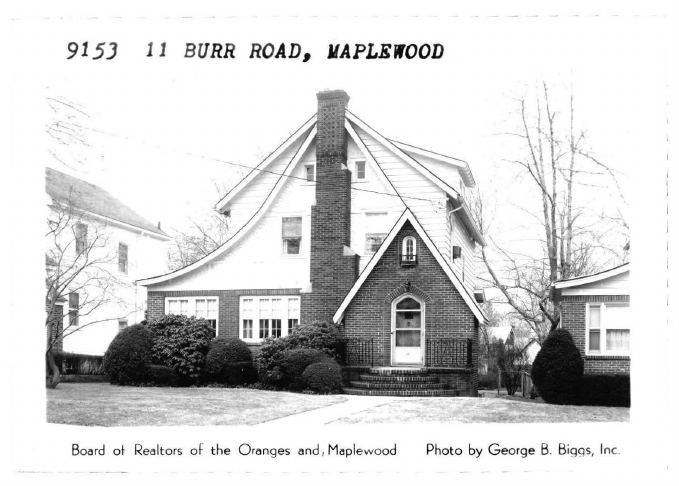 9153 11 BURR ROAD, MAPLEWOOD
Board of Realtors of the Oranges and, Maplewood Photo by George B. Biggs, Inc.